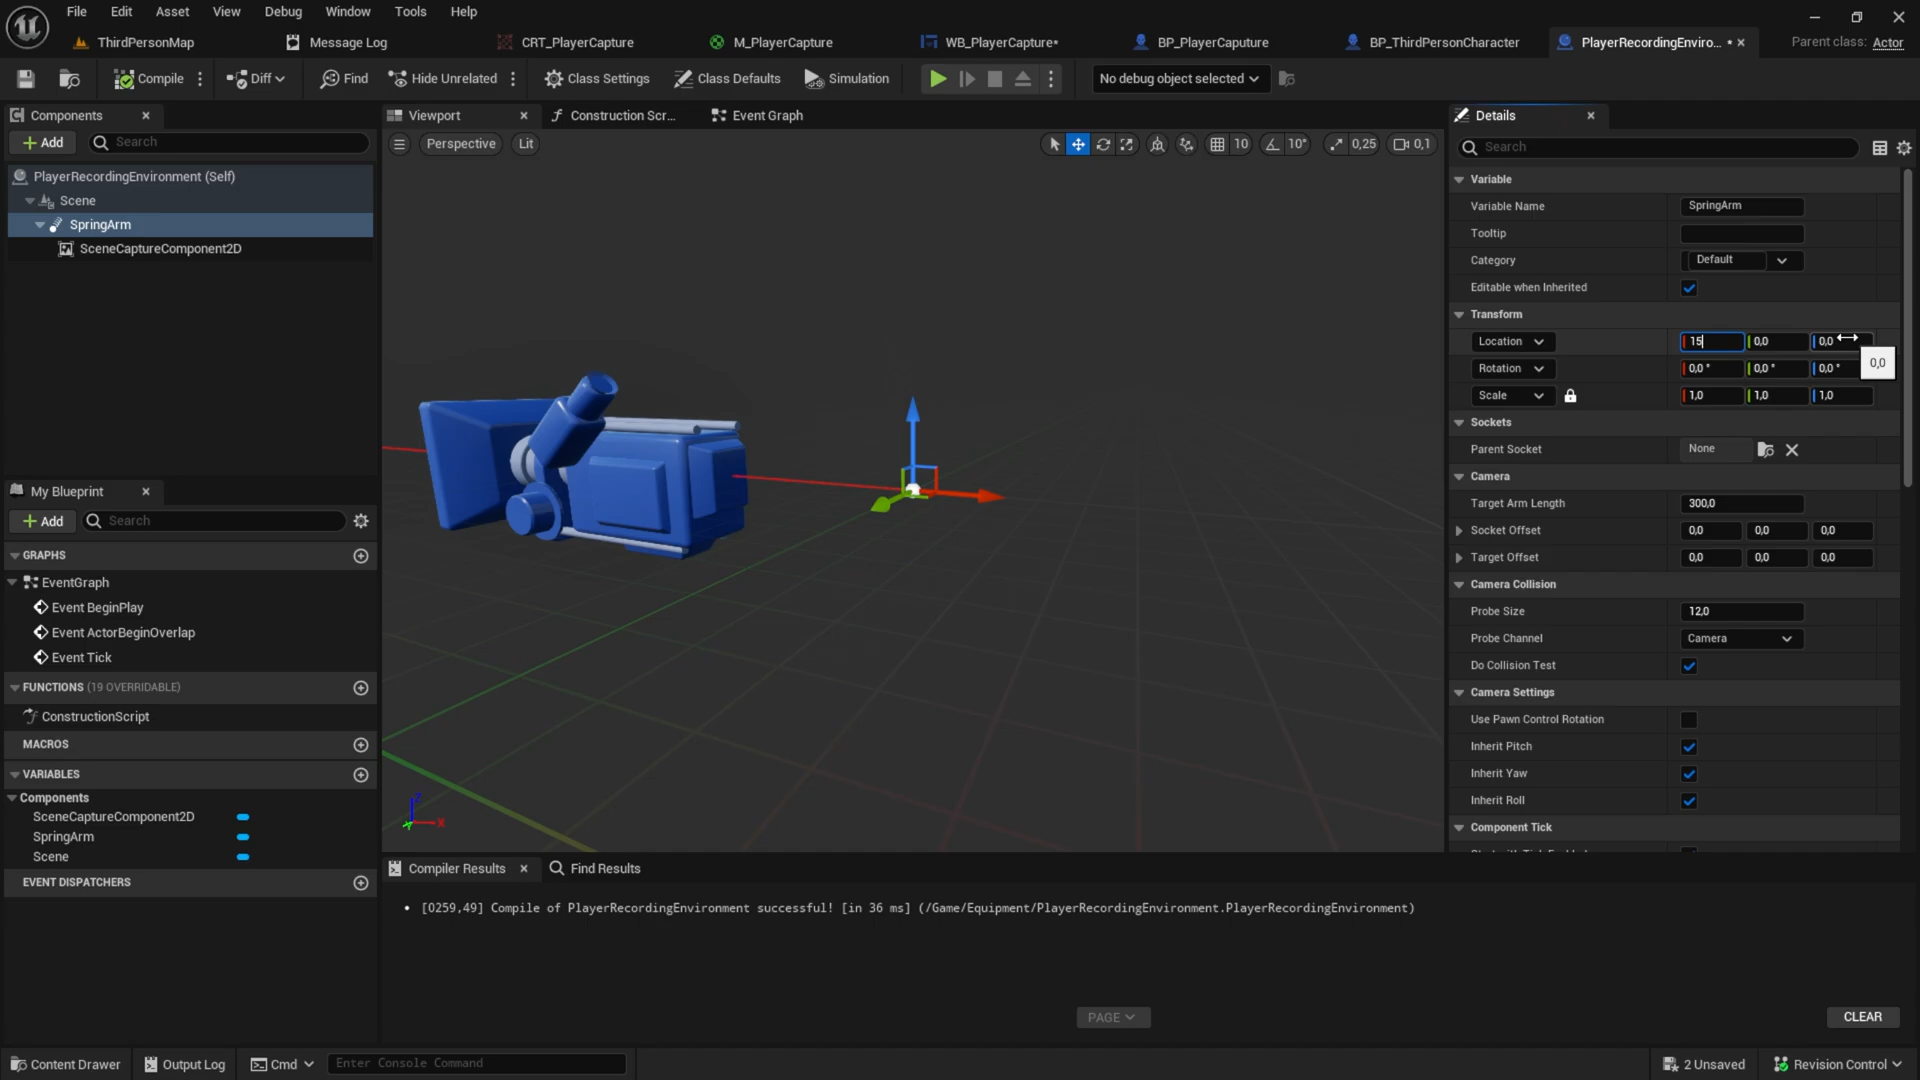 File Edit Asset View Debug Window Tools Help
ThirdPersonMap Message Log CRT_PlayerCapture M_PlayerCapture WB_PlayerCapture* BP_PlayerCaputure BP_ThirdPersonCharacter PlayerRecordingEnviro... * Parent class: Actor
Compile Diff Find Hide Unrelated Class Settings Class Defaults Simulation No debug object selected
Components
Add Search
PlayerRecordingEnvironment (Self)
Scene
SpringArm
SceneCaptureComponent2D
My Blueprint
Add Search
GRAPHS
EventGraph
Event BeginPlay
Event ActorBeginOverlap
Event Tick
FUNCTIONS (19 OVERRIDABLE)
ConstructionScript
MACROS
VARIABLES
Components
SceneCaptureComponent2D
SpringArm
Scene
EVENT DISPATCHERS
Viewport Construction Scr... Event Graph
Perspective Lit 10 10° 0,25 0,1
Z
X
Y
Compiler Results Find Results
[0259,49] Compile of PlayerRecordingEnvironment successful! [in 36 ms] (/Game/Equipment/PlayerRecordingEnvironment.PlayerRecordingEnvironment)
PAGE CLEAR
Details
Search
Variable
Variable Name SpringArm
Tooltip
Category Default
Editable when Inherited
Transform
Location 15 0,0 0,0
0,0
Rotation 0,0 ° 0,0 ° 0,0 °
Scale 1,0 1,0 1,0
Sockets
Parent Socket None
Camera
Target Arm Length 300,0
Socket Offset 0,0 0,0 0,0
Target Offset 0,0 0,0 0,0
Camera Collision
Probe Size 12,0
Probe Channel Camera
Do Collision Test
Camera Settings
Use Pawn Control Rotation
Inherit Pitch
Inherit Yaw
Inherit Roll
Component Tick
Content Drawer Output Log Cmd Enter Console Command 2 Unsaved Revision Control